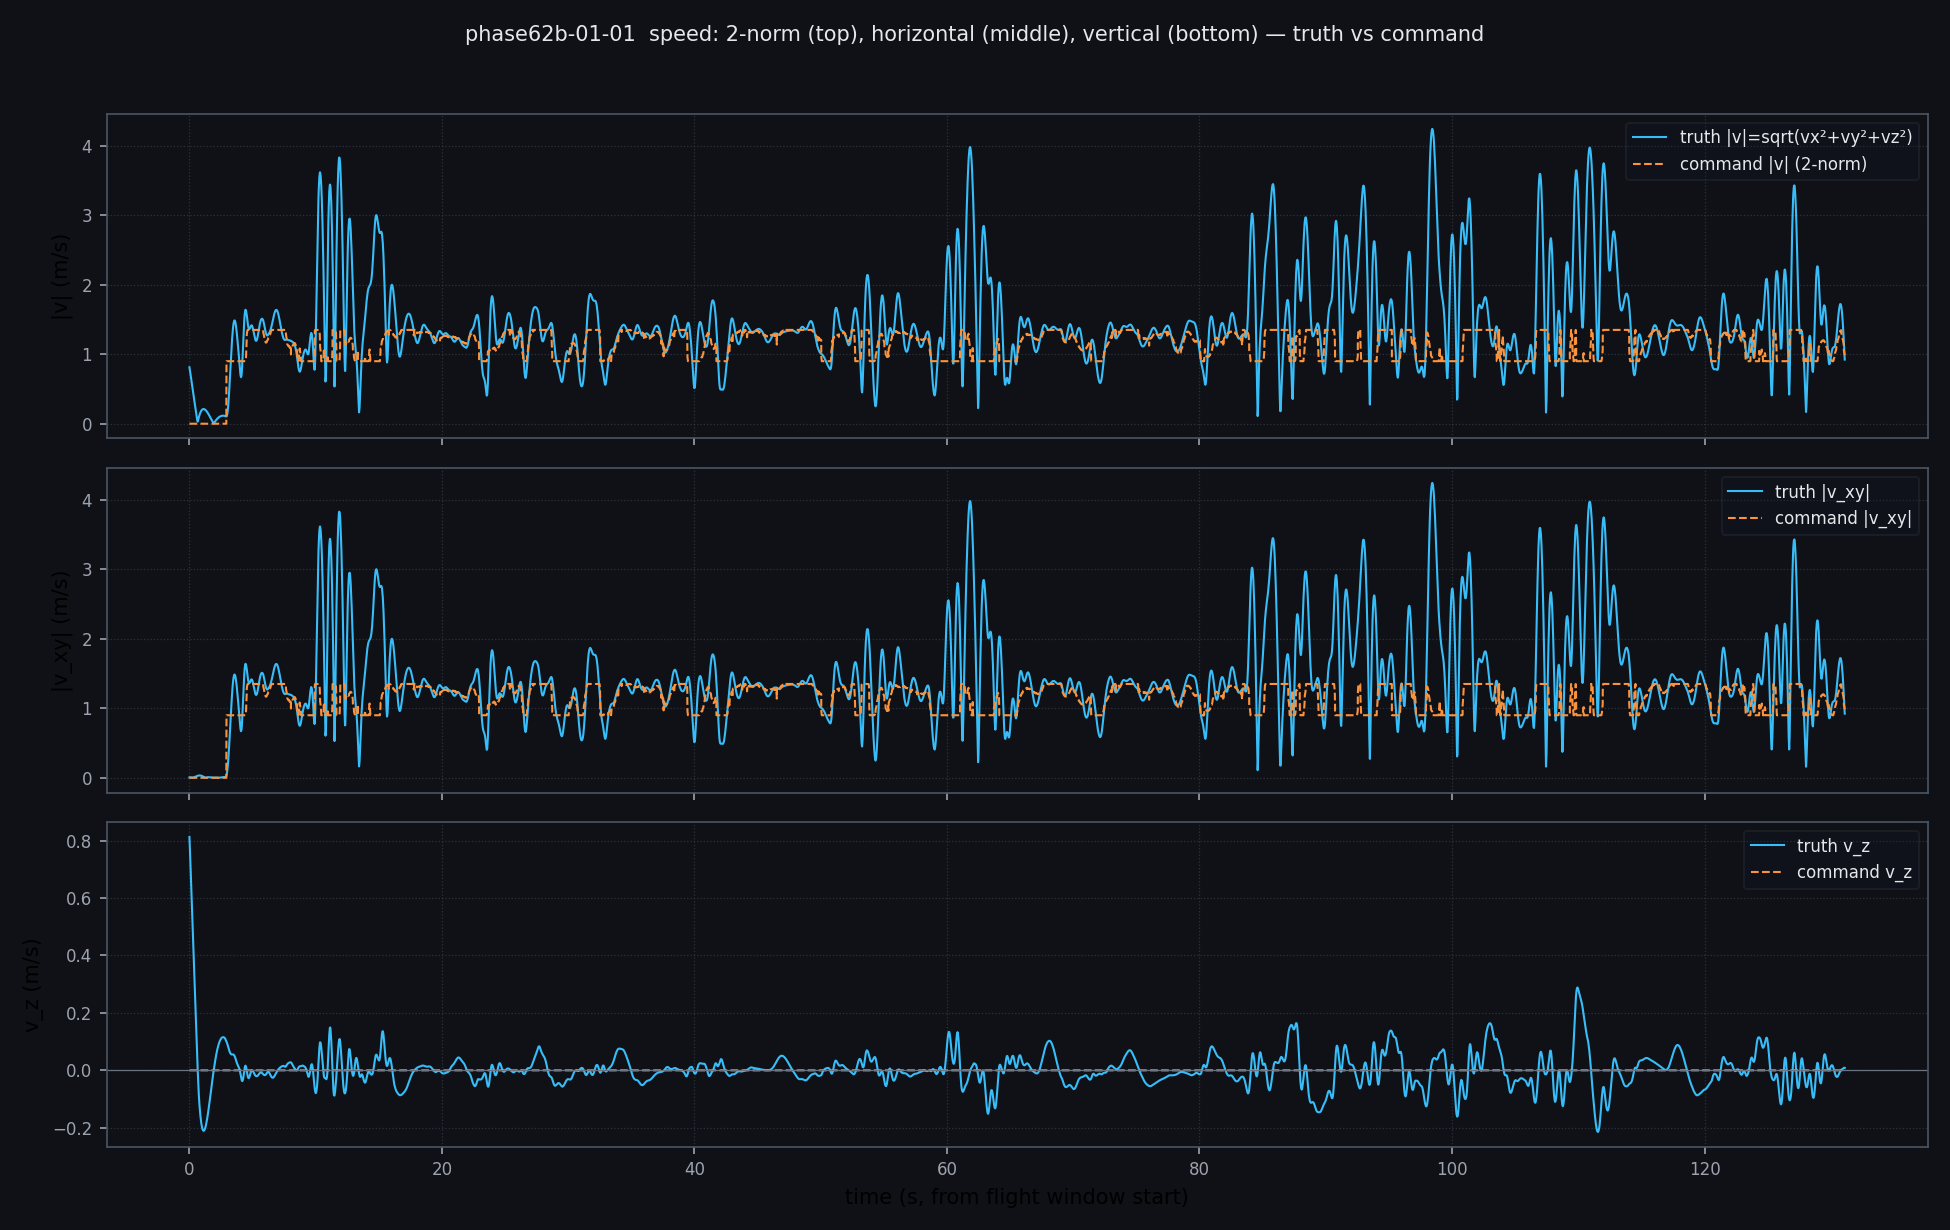 phase62b-01-01  speed: 2-norm (top), horizontal (middle), vertical (bottom) — truth vs command
|v| (m/s)
4
3
2
1
0
truth |v|=sqrt(vx²+vy²+vz²)
command |v| (2-norm)
|v_xy| (m/s)
4
3
2
1
0
truth |v_xy|
command |v_xy|
v_z (m/s)
0.8
0.6
0.4
0.2
0.0
−0.2
truth v_z
command v_z
0 20 40 60 80 100 120
time (s, from flight window start)